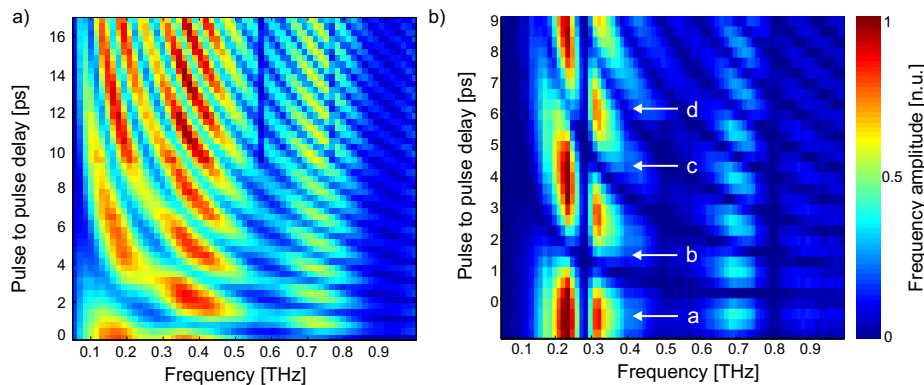 a)
b)
Pulse to pulse delay [ps]
16
14
12
10
8
6
4
2
0
0.1 0.2 0.3 0.4 0.5 0.6 0.7 0.8 0.9
Frequency [THz]
Pulse to pulse delay [ps]
9
8
7
6
5
4
3
2
1
0
d
c
b
a
0.1 0.2 0.3 0.4 0.5 0.6 0.7 0.8 0.9
Frequency [THz]
1
0.5
0
Frequency amplitude [n.u.]